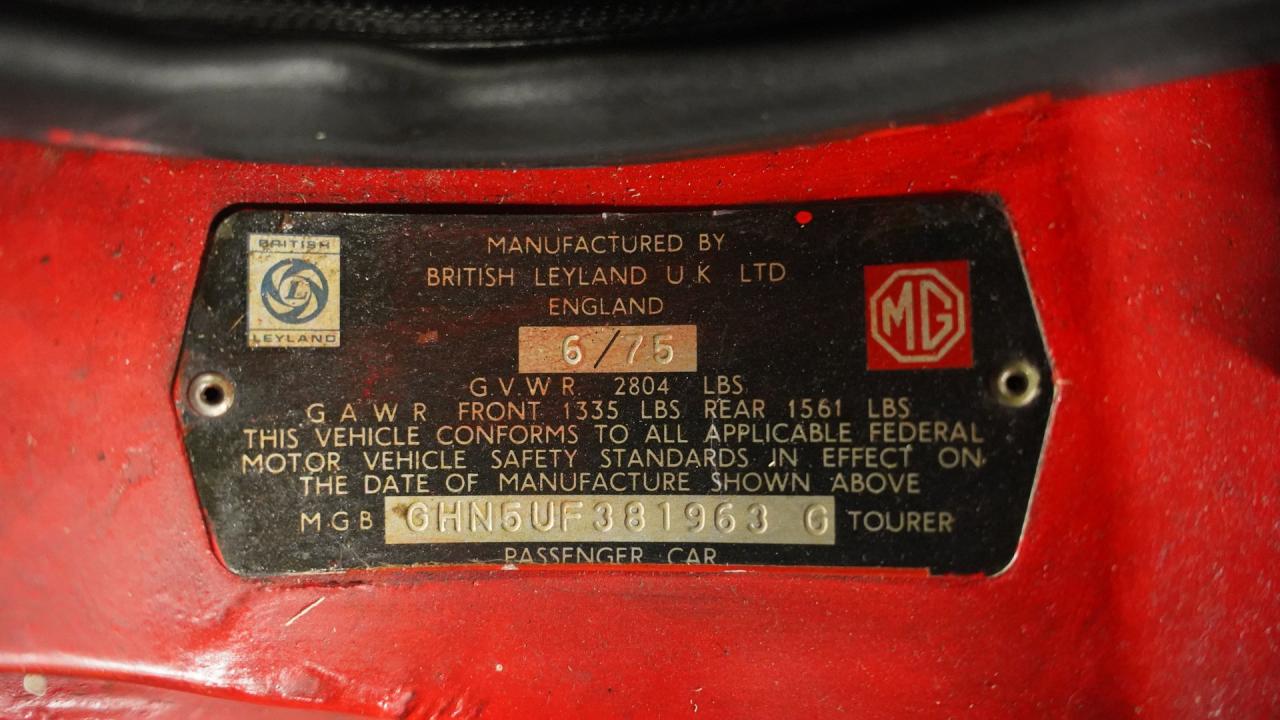 BRITISH
L
LEYLAND
MANUFACTURED BY
BRITISH LEYLAND U K LTD
ENGLAND
MG
6/75
G V W R 2804 LBS
G A W R FRONT 1335 LBS REAR 1561 LBS
THIS VEHICLE CONFORMS TO ALL APPLICABLE FEDERAL
MOTOR VEHICLE SAFETY STANDARDS IN EFFECT ON
THE DATE OF MANUFACTURE SHOWN ABOVE
MGB GHN5UF381963 G TOURER
PASSENGER CAR